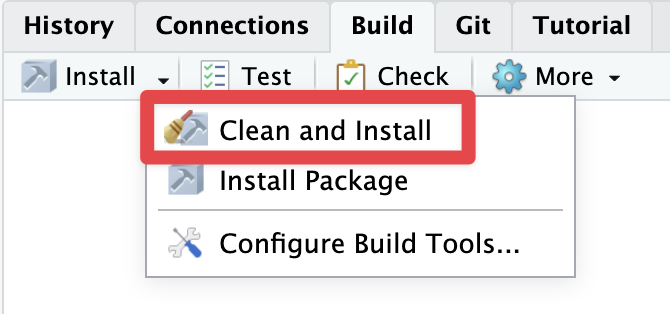 History Connections Build Git Tutorial
Install Test Check More
Clean and Install
Install Package
Configure Build Tools...